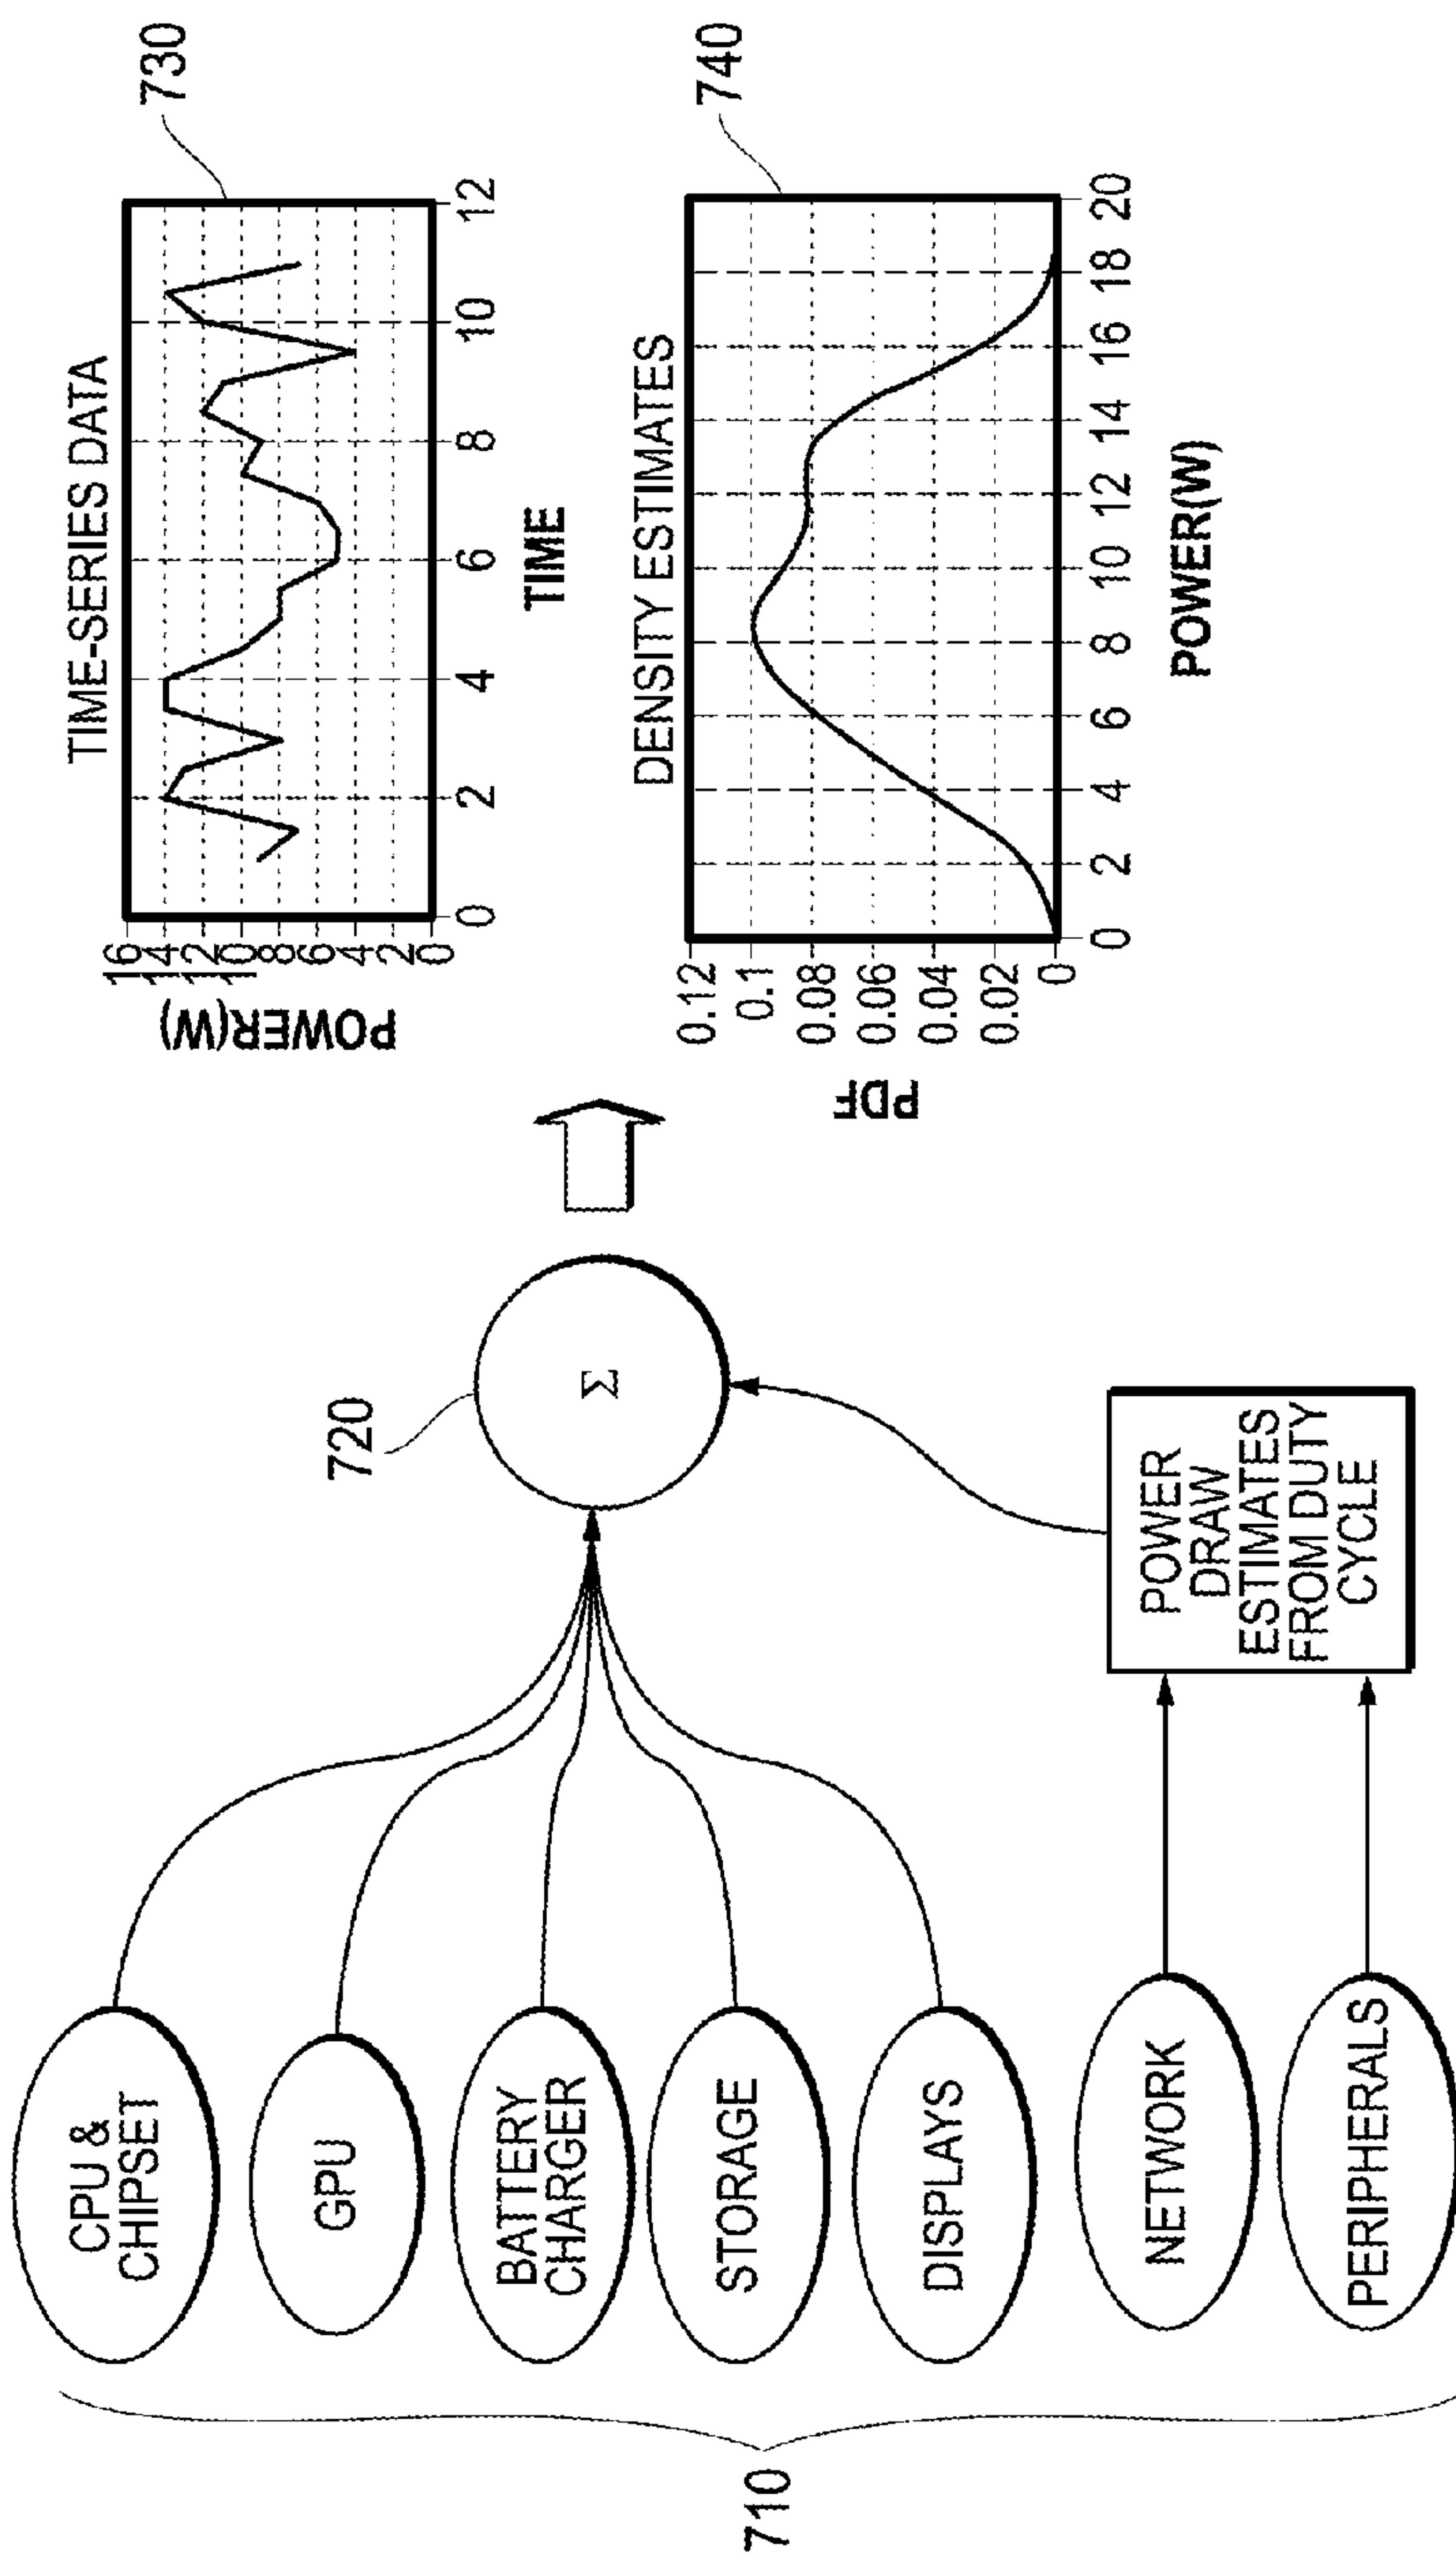 710
CPU &
CHIPSET
GPU
BATTERY
CHARGER
STORAGE
DISPLAYS
NETWORK
PERIPHERALS
POWER
DRAW
ESTIMATES
FROM DUTY
CYCLE
720
Σ
TIME-SERIES DATA
730
POWER(W)
16
14
12
10
8
6
4
2
0
0 2 4 6 8 10 12
TIME
DENSITY ESTIMATES
740
PDF
0.12
0.1
0.08
0.06
0.04
0.02
0
0 2 4 6 8 10 12 14 16 18 20
POWER(W)